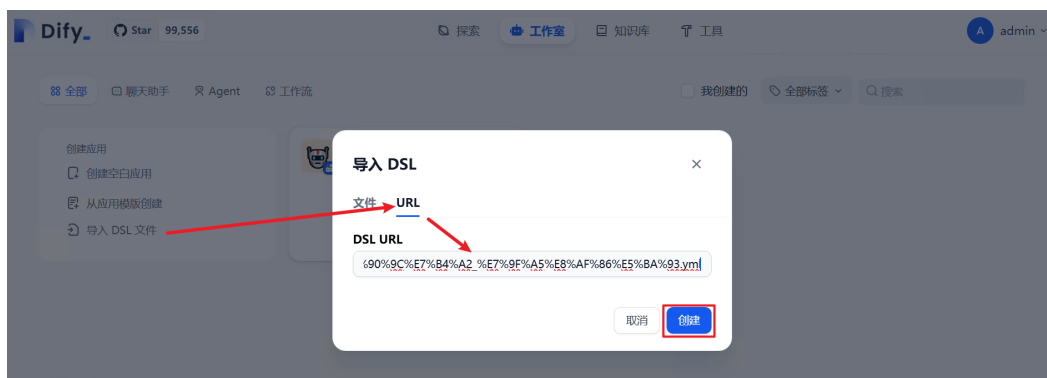 Dify_ Star 99,556 探索 工作室 知识库 工具 A admin
全部 聊天助手 Agent 工作流 我创建的 全部标签 搜索
创建应用
创建空白应用
从应用模版创建
导入 DSL 文件
导入 DSL
文件 URL
DSL URL
%90%9C%E7%B4%A2_%E7%9F%A5%E8%AF%86%E5%BA%93.yml
取消 创建